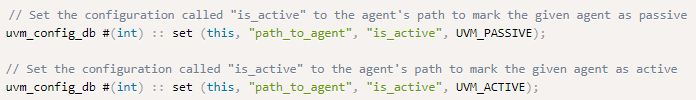 // Set the configuration called "is_active" to the agent's path to mark the given agent as passive
uvm_config_db #(int) :: set (this, "path_to_agent", "is_active", UVM_PASSIVE);
// Set the configuration called "is_active" to the agent's path to mark the given agent as active
uvm_config_db #(int) :: set (this, "path_to_agent", "is_active", UVM_ACTIVE);